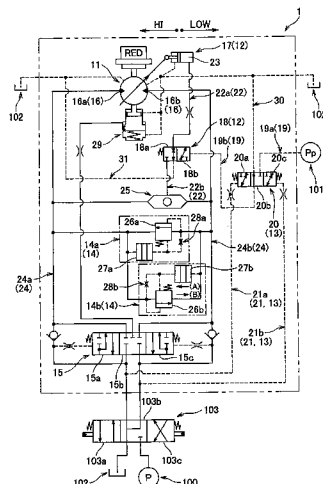 HI LOW
1
RED
17(12)
11
23
16a(16)
16b
(16)
22a(22)
102
30
18(12)
19b(19)
19a(19)
29
18a
18b
20a
20c
Pp
31
20b
20
(13)
101
22b
(22)
25
26a
28a
24b(24)
14a
(14)
27a
27b
28b
(A)
(B)
24a
(24)
14b(14)
26b
21a
(21, 13)
21b
(21, 13)
15
15a
15b
15c
103b
103
103a
103c
102
P
100